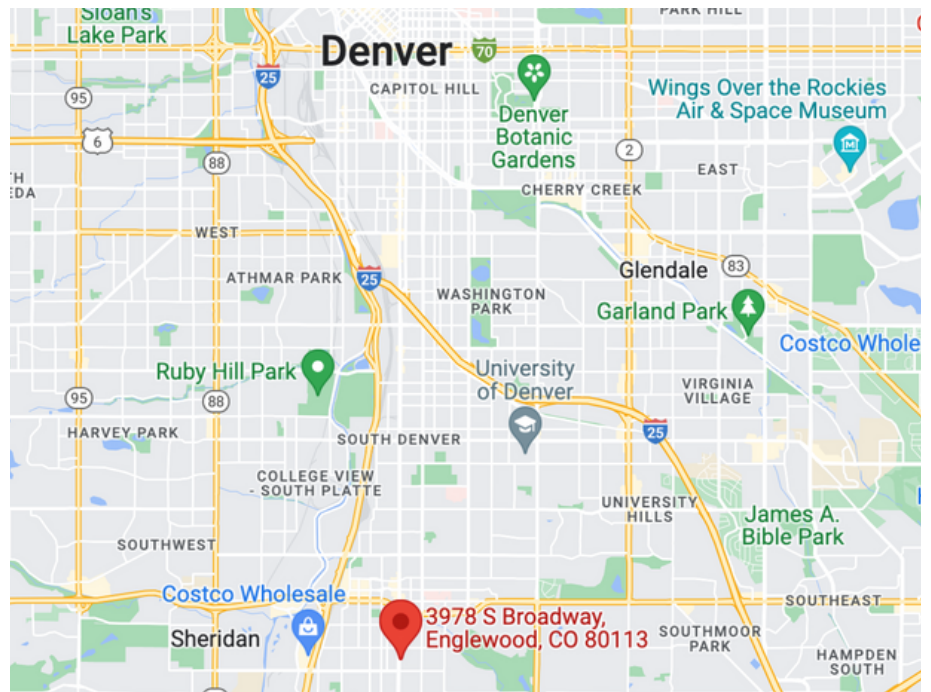 PARK HILL
Sloan's
Lake Park
Denver
70
25
CAPITOL HILL
95
Wings Over the Rockies
Air & Space Museum
Denver
Botanic
Gardens
6
88
2
EAST
CHERRY CREEK
WEST
Glendale
83
ATHMAR PARK
25
WASHINGTON
PARK
Garland Park
Costco Whole
Ruby Hill Park
University
of Denver
VIRGINIA
VILLAGE
95
88
HARVEY PARK
SOUTH DENVER
25
COLLEGE VIEW
- SOUTH PLATTE
UNIVERSITY
HILLS
James A.
Bible Park
SOUTHWEST
Costco Wholesale
SOUTHEAST
3978 S Broadway,
Englewood, CO 80113
Sheridan
SOUTHMOOR
PARK
HAMPDEN
SOUTH